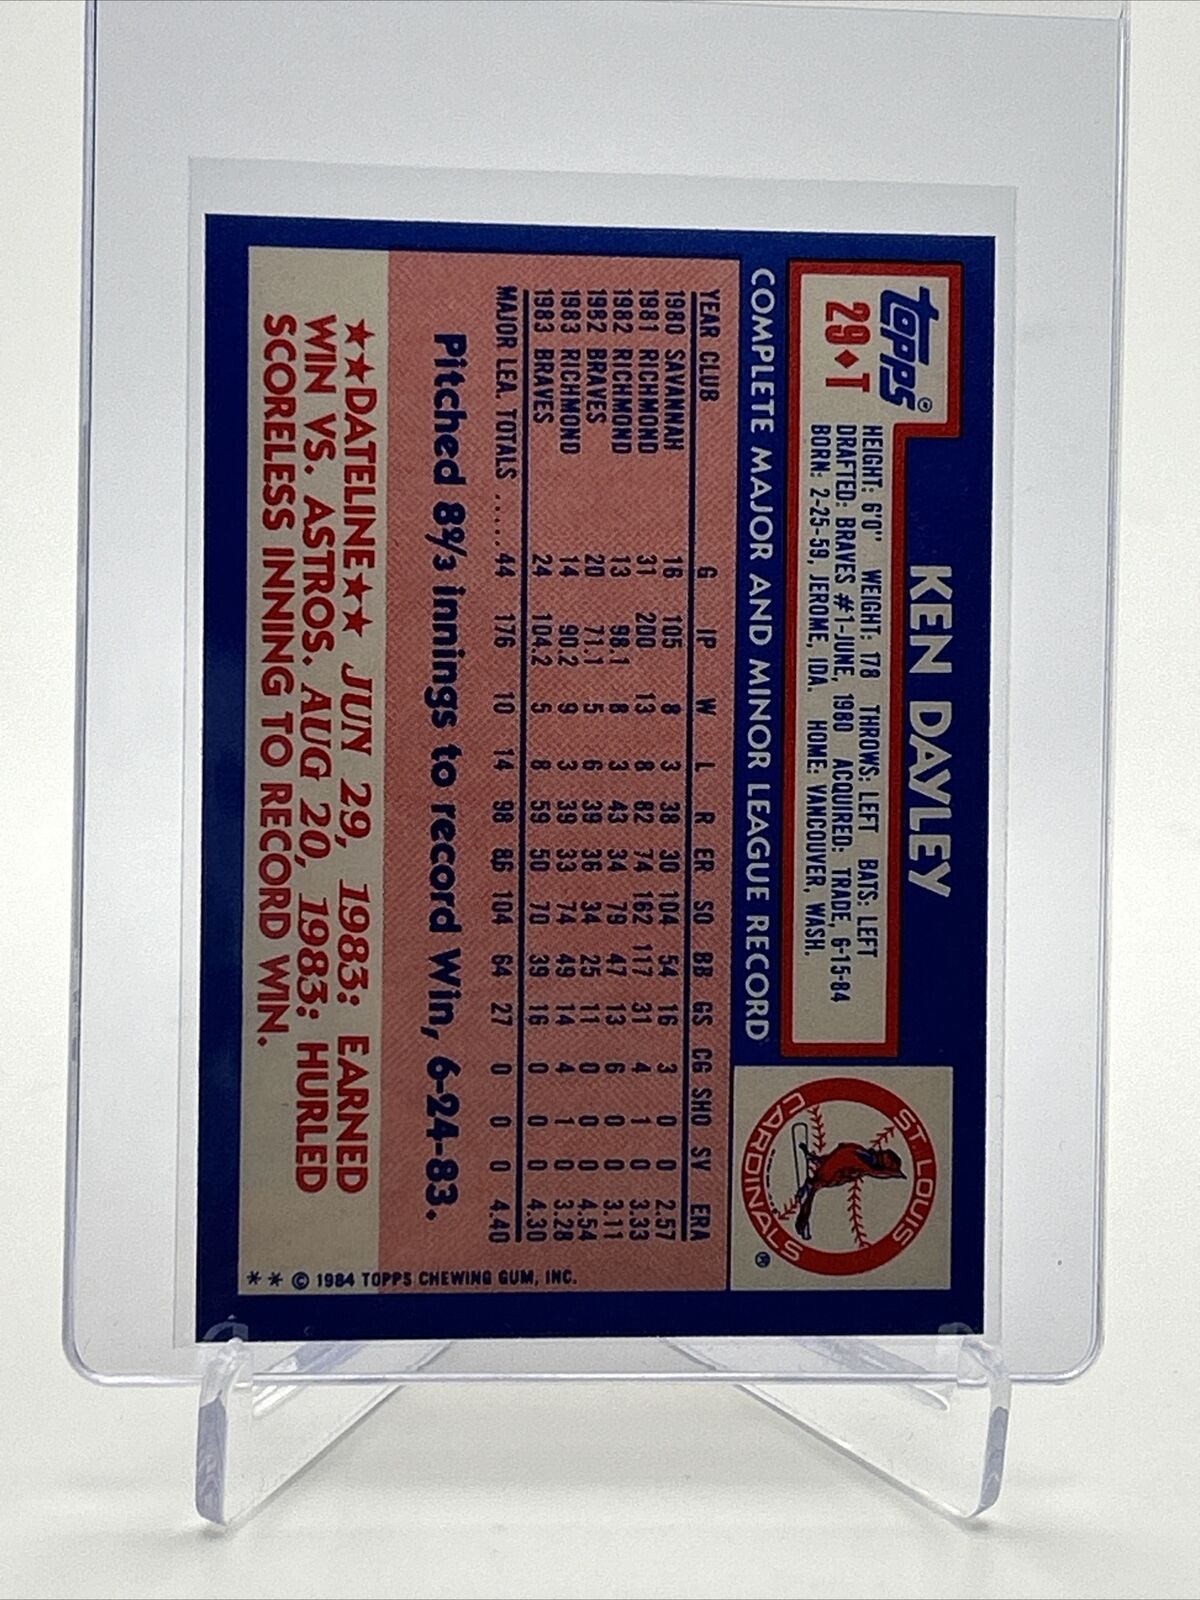 topps®
29♦T
KEN DAYLEY
HEIGHT: 6'0" WEIGHT: 178 THROWS: LEFT BATS: LEFT
DRAFTED: BRAVES #1-JUNE, 1980 ACQUIRED: TRADE, 6-15-84
BORN: 2-25-59, JEROME, IDA. HOME: VANCOUVER, WASH.
ST. LOUIS
CARDINALS
®
COMPLETE MAJOR AND MINOR LEAGUE RECORD
YEAR CLUB G IP W L R ER SO BB GS CG SHO SV ERA
1980 SAVANNAH 16 105 8 3 38 30 104 54 16 3 0 0 2.57
1981 RICHMOND 31 200 13 8 82 74 162 117 31 4 1 0 3.33
1982 RICHMOND 13 98.1 8 3 43 34 79 47 13 6 0 0 3.11
1982 BRAVES 20 71.1 5 6 39 36 34 25 11 0 0 0 4.54
1983 RICHMOND 14 90.2 9 3 39 33 74 49 14 4 1 0 3.28
1983 BRAVES 24 104.2 5 8 59 50 70 39 16 0 0 0 4.30
MAJOR LEA. TOTALS ..... 44 176 10 14 98 86 104 64 27 0 0 0 4.40
Pitched 8⅔ innings to record Win, 6-24-83.
★★DATELINE★★ JUN 29, 1983: EARNED
WIN VS. ASTROS. AUG 20, 1983: HURLED
SCORELESS INNING TO RECORD WIN.
** © 1984 TOPPS CHEWING GUM, INC.